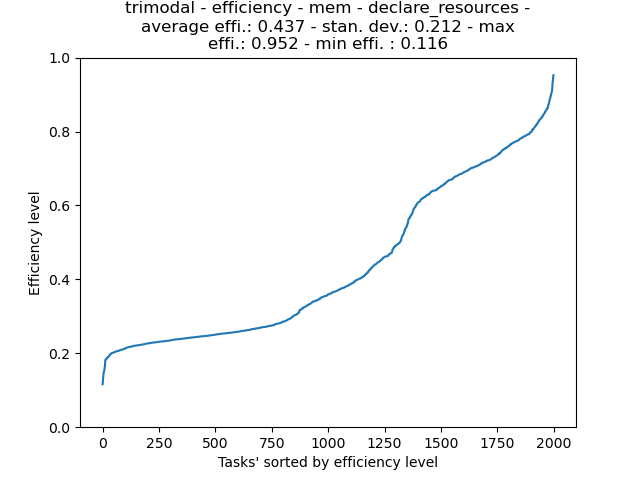 trimodal - efficiency - mem - declare_resources -
average effi.: 0.437 - stan. dev.: 0.212 - max
effi.: 0.952 - min effi. : 0.116
1.0
0.8
0.6
0.4
0.2
0.0
Efficiency level
0 250 500 750 1000 1250 1500 1750 2000
Tasks' sorted by efficiency level